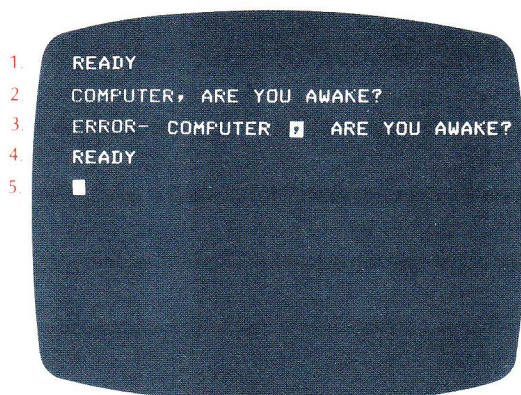 1. READY
2. COMPUTER, ARE YOU AWAKE?
3. ERROR- COMPUTER , ARE YOU AWAKE?
4. READY
5.